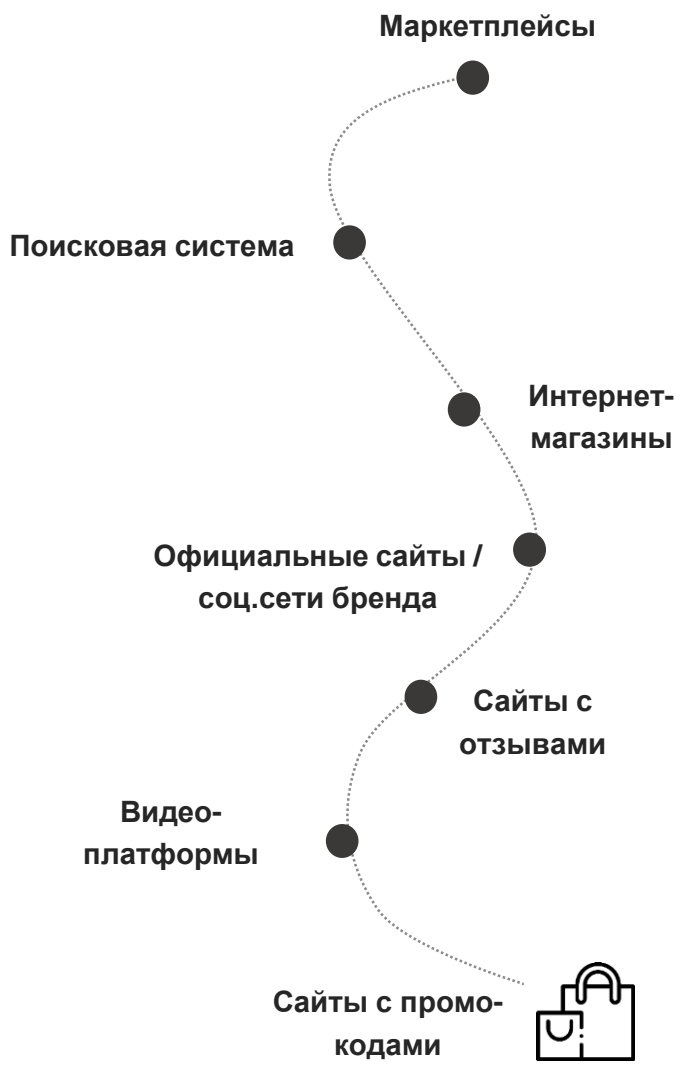 Маркетплейсы
Поисковая система
Интернет-
магазины
Официальные сайты /
соц.сети бренда
Сайты с
отзывами
Видео-
платформы
Сайты с промо-
кодами